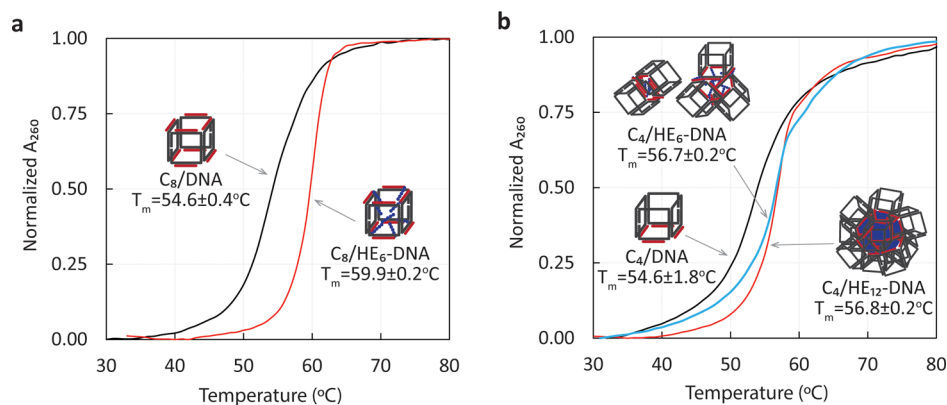 a
Normalized A260
1.00
0.75
0.50
0.25
0.00
C8/DNA
Tm=54.6±0.4°C
C8/HE6-DNA
Tm=59.9±0.2°C
30 40 50 60 70 80
Temperature (°C)
b
Normalized A260
1.00
0.75
0.50
0.25
0.00
C4/HE6-DNA
Tm=56.7±0.2°C
C4/DNA
Tm=54.6±1.8°C
C4/HE12-DNA
Tm=56.8±0.2°C
30 40 50 60 70 80
Temperature (°C)